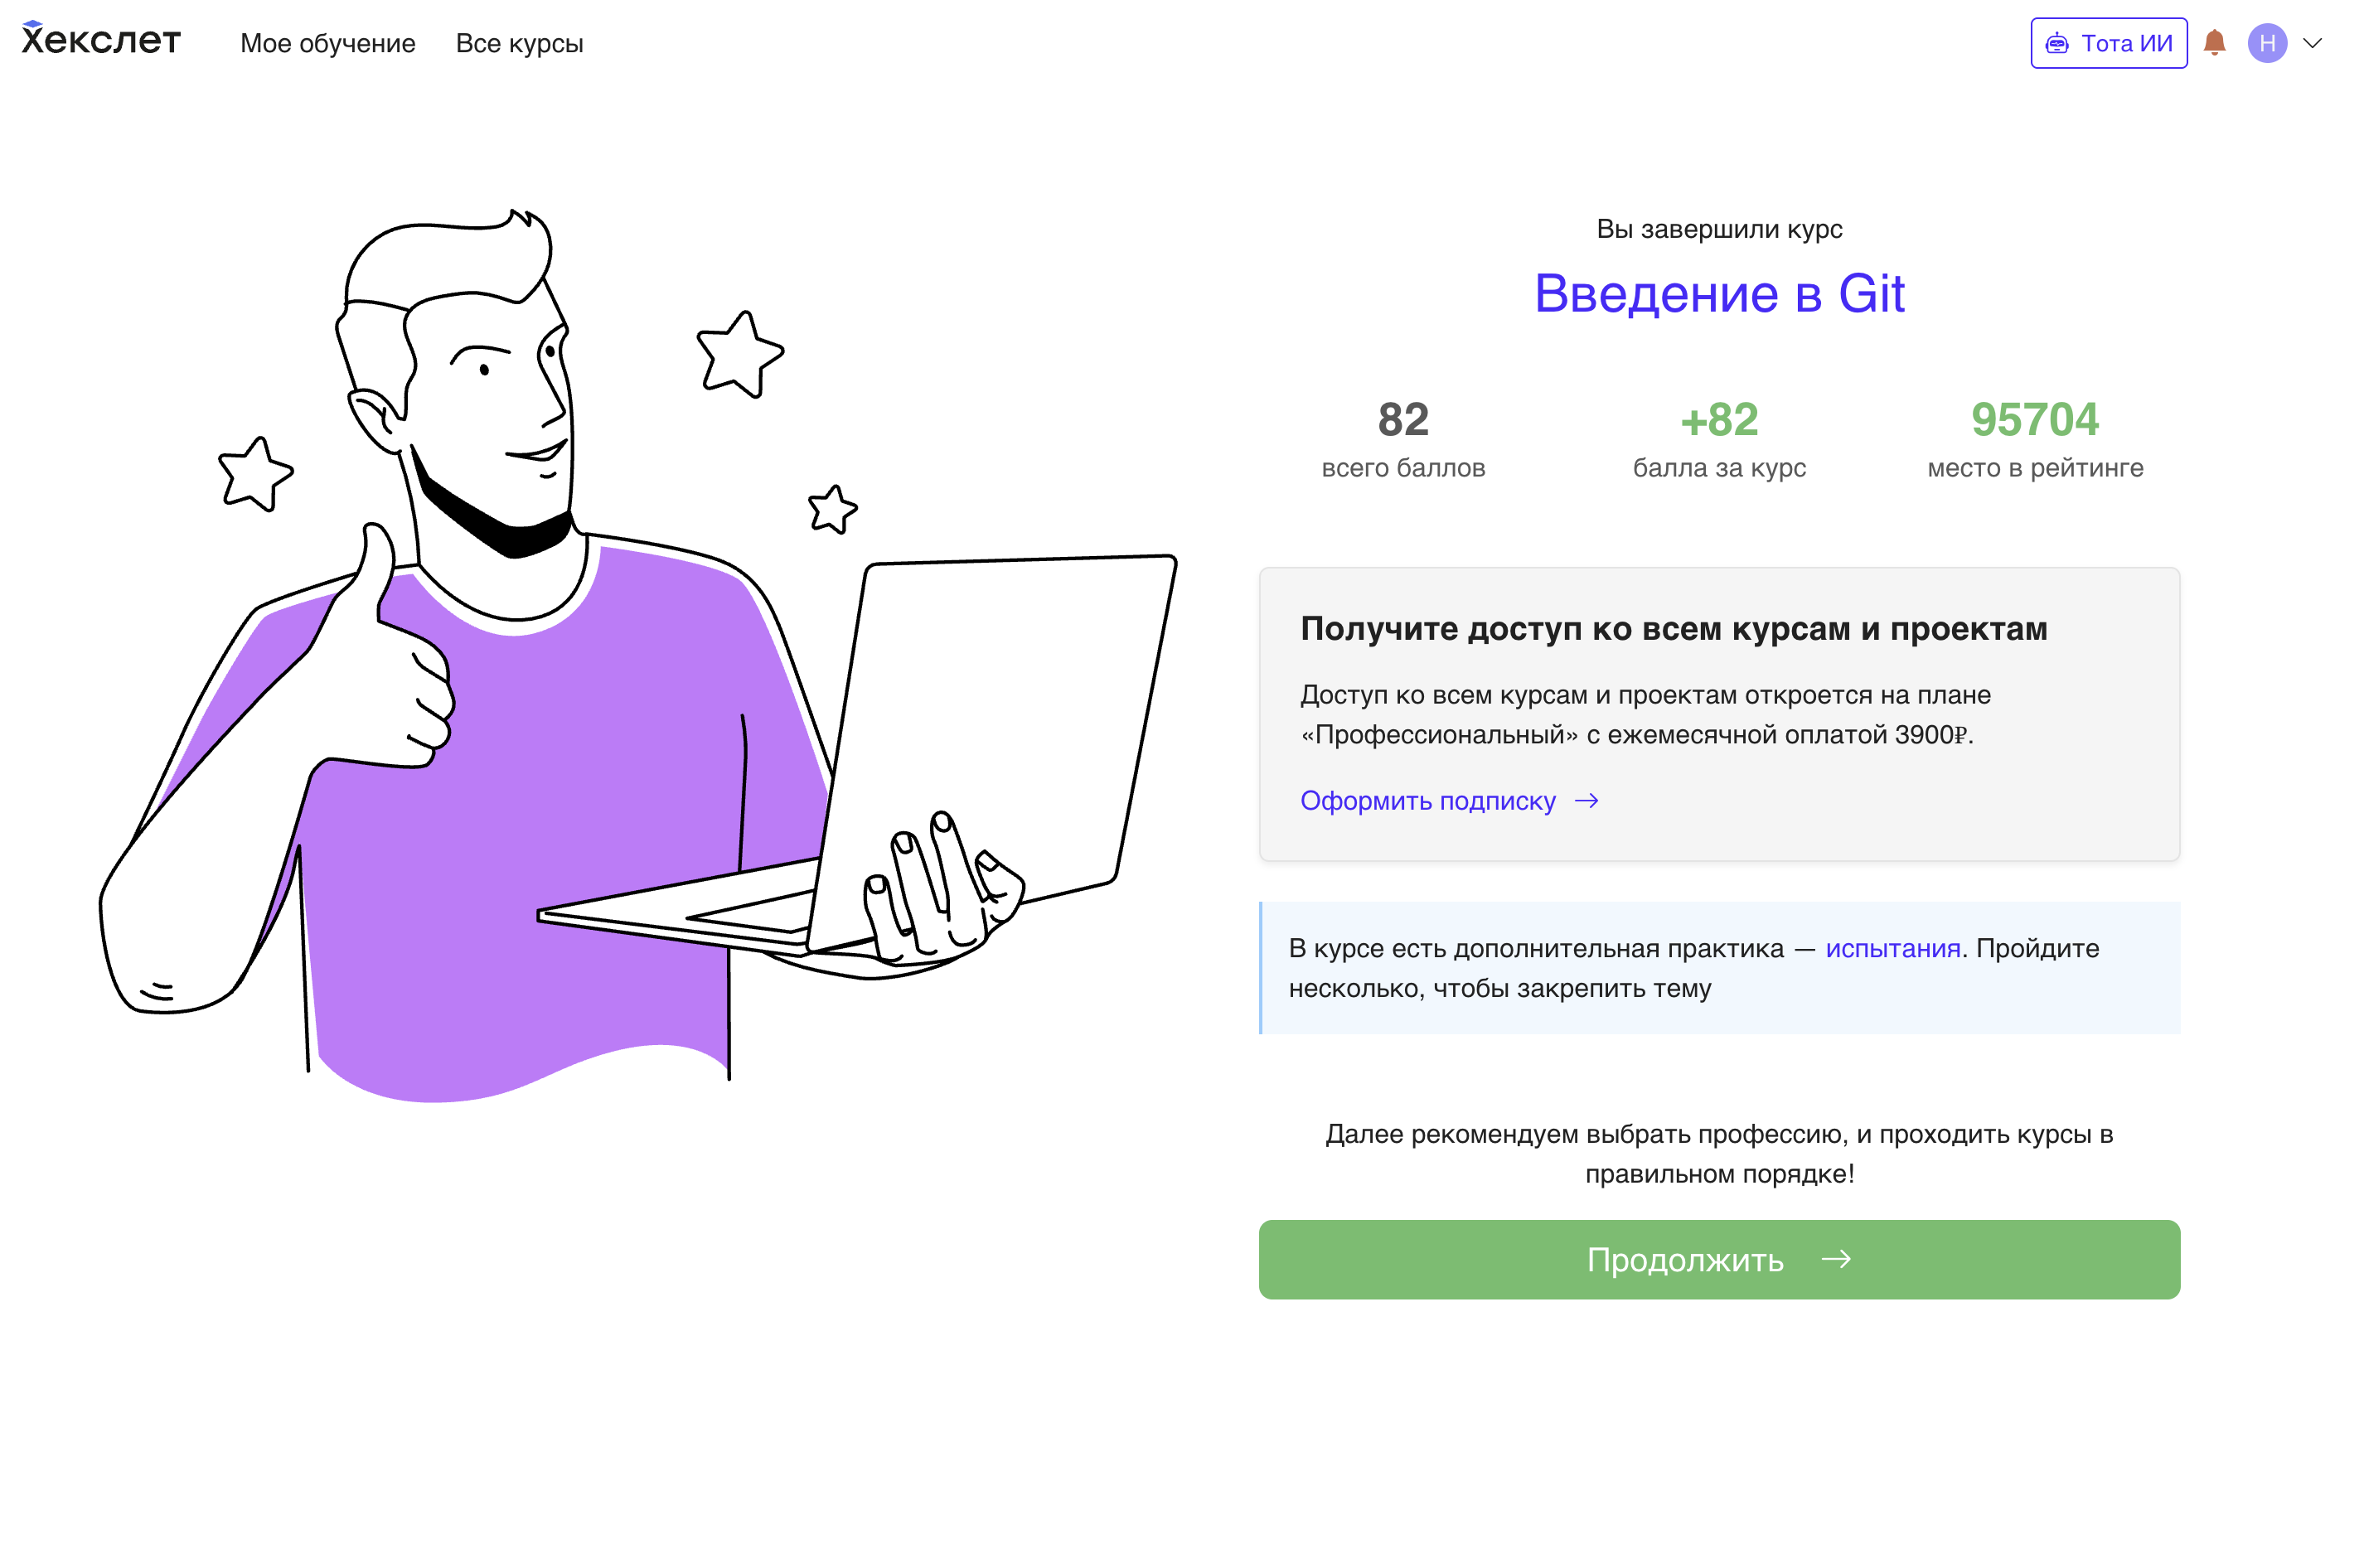 Хекслет
Мое обучение
Все курсы
Тота ИИ
Н
Вы завершили курс
Введение в Git
82
всего баллов
+82
балла за курс
95704
место в рейтинге
Получите доступ ко всем курсам и проектам
Доступ ко всем курсам и проектам откроется на плане
«Профессиональный» с ежемесячной оплатой 3900₽.
Оформить подписку →
В курсе есть дополнительная практика — испытания. Пройдите
несколько, чтобы закрепить тему
Далее рекомендуем выбрать профессию, и проходить курсы в
правильном порядке!
Продолжить →